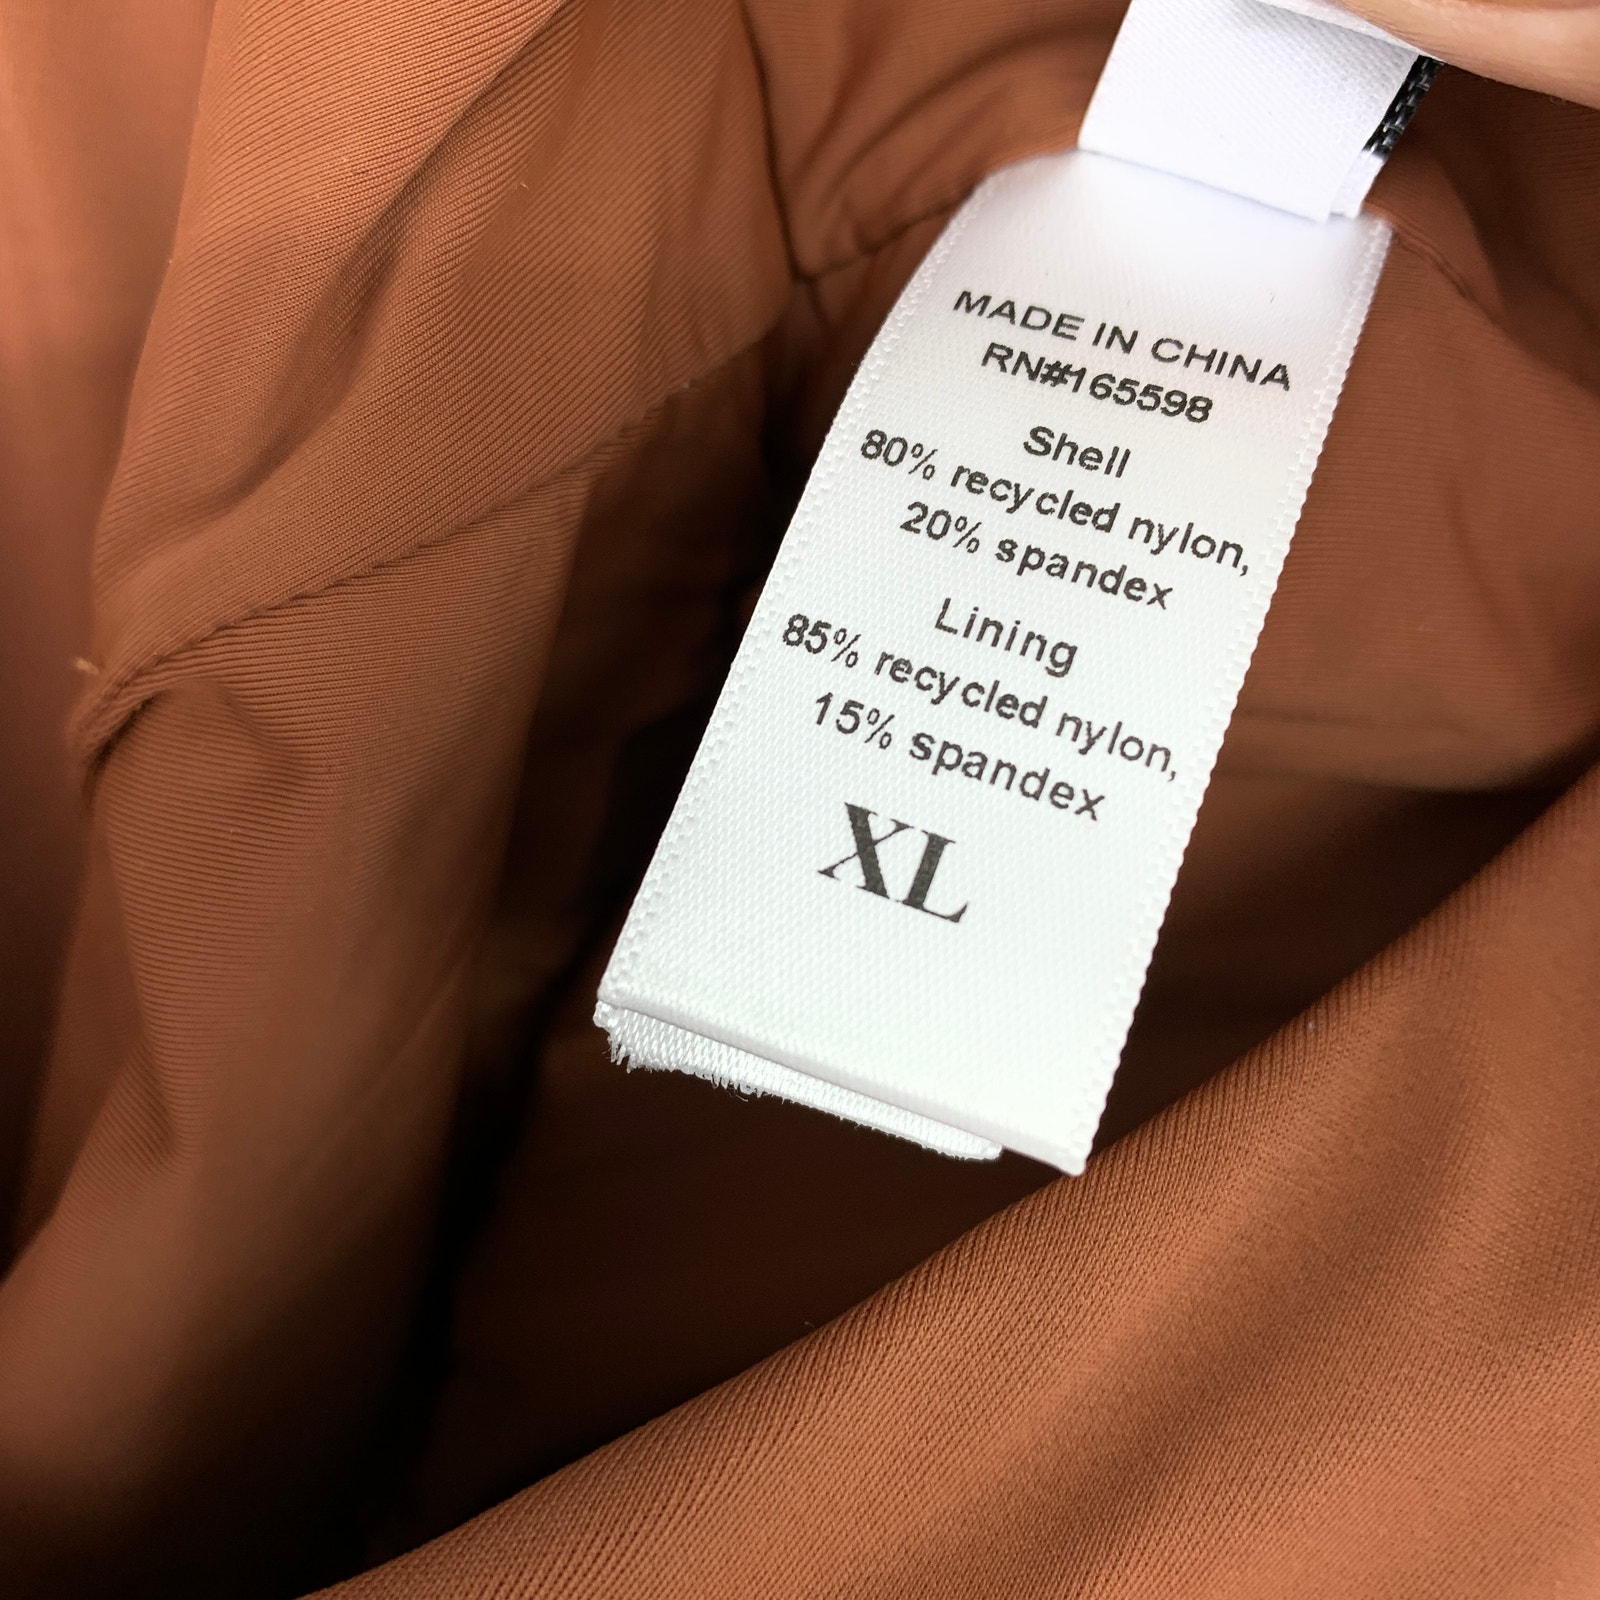 MADE IN CHINA
RN#165598
Shell
80% recycled nylon,
20% spandex
Lining
85% recycled nylon,
15% spandex
XL